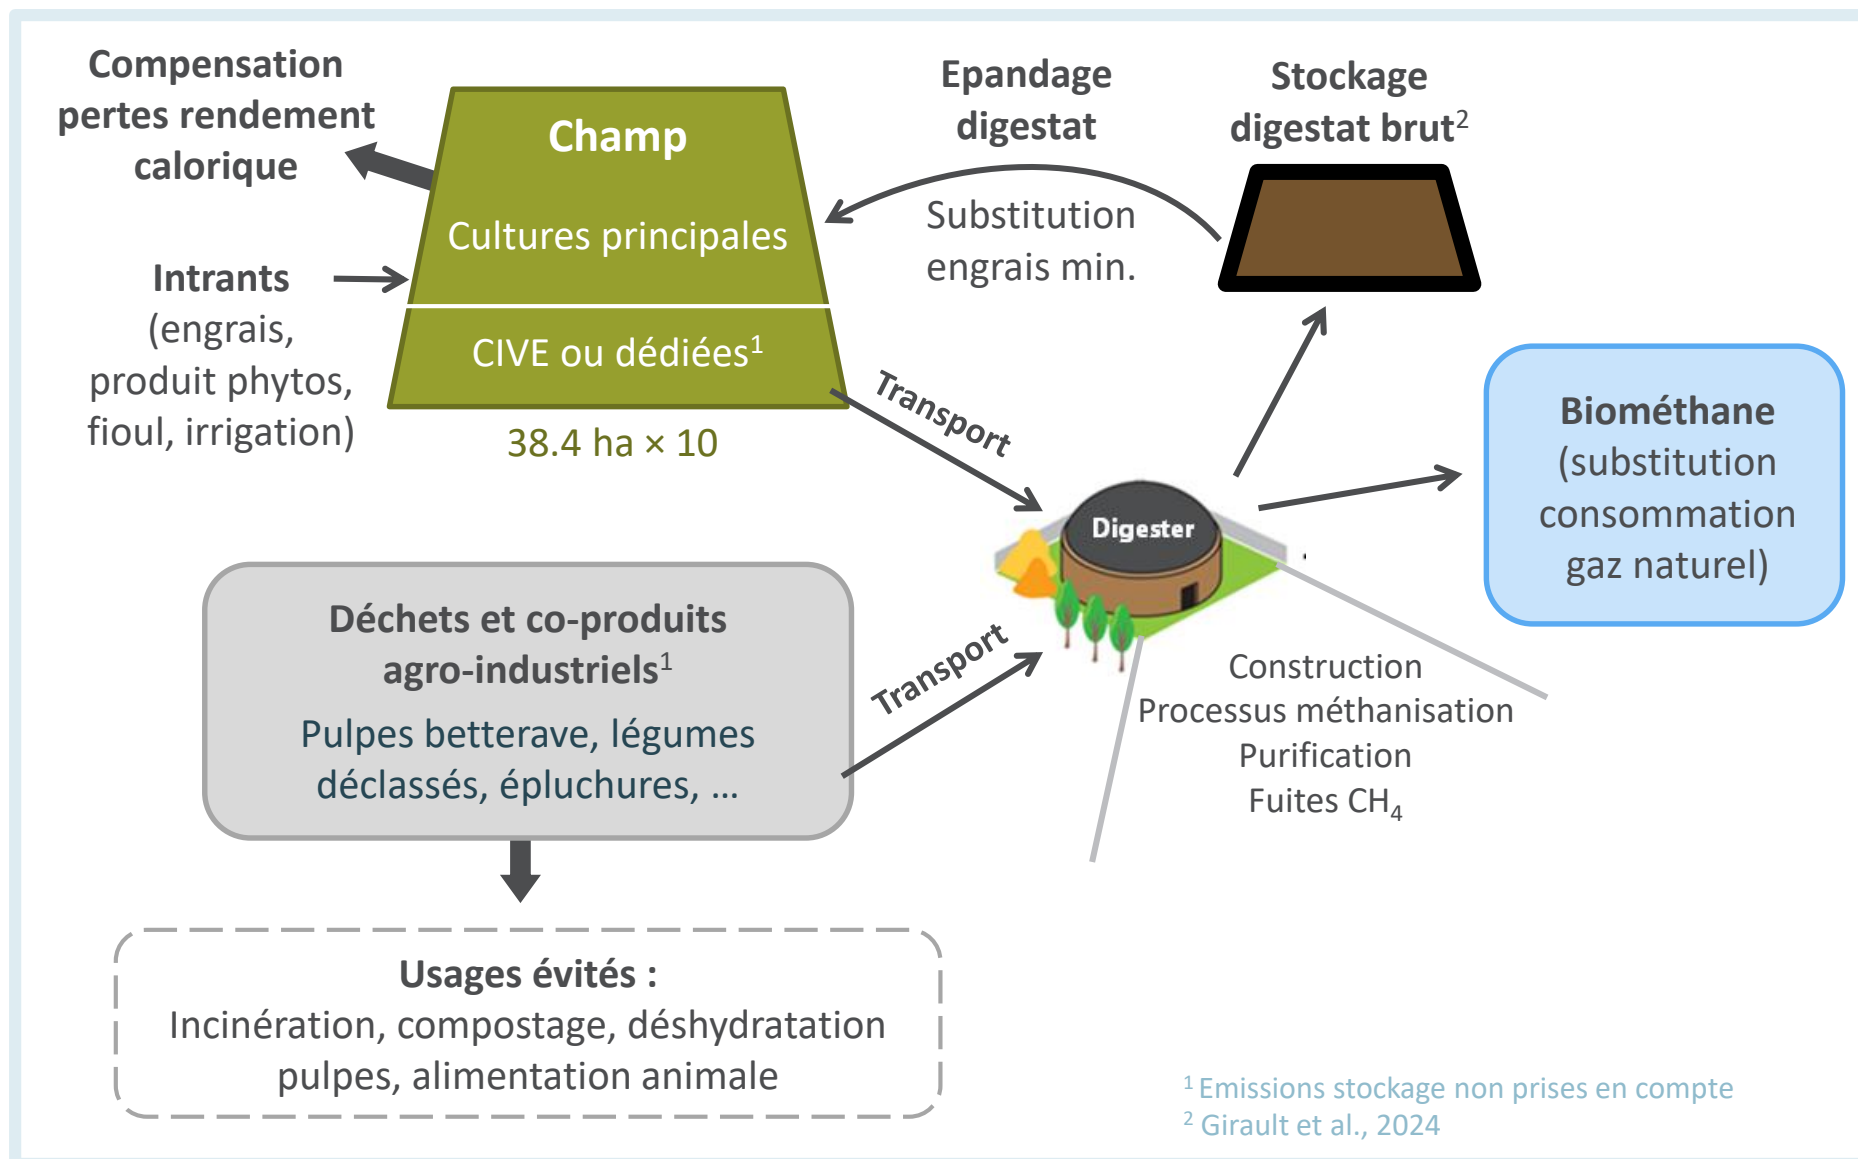 Compensation
pertes rendement
calorique
Champ
Cultures principales
CIVE ou dédiées¹
38.4 ha × 10
Intrants
(engrais,
produit phytos,
fioul, irrigation)
Epandage
digestat
Substitution
engrais min.
Stockage
digestat brut²
Transport
Digester
Biométhane
(substitution
consommation
gaz naturel)
Déchets et co-produits
agro-industriels¹
Pulpes betterave, légumes
déclassés, épluchures, ...
Transport
Construction
Processus méthanisation
Purification
Fuites CH₄
Usages évités :
Incinération, compostage, déshydratation
pulpes, alimentation animale
¹ Emissions stockage non prises en compte
² Girault et al., 2024